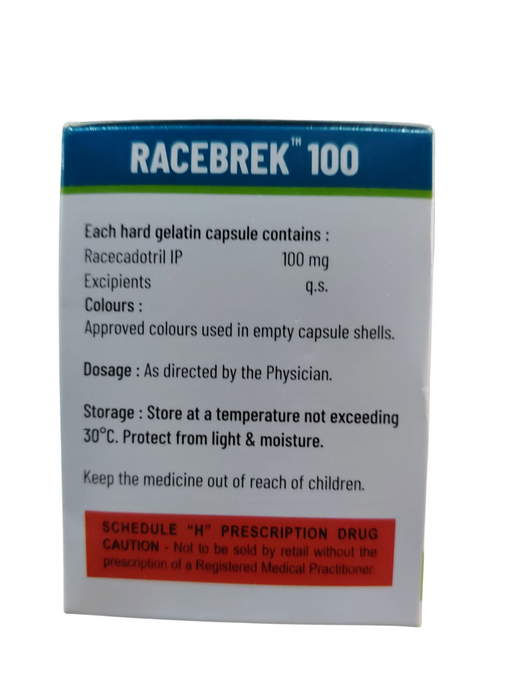 RACEBREK™ 100
Each hard gelatin capsule contains :
Racecadotril IP 100 mg
Excipients q.s.
Colours :
Approved colours used in empty capsule shells.
Dosage : As directed by the Physician.
Storage : Store at a temperature not exceeding
30°C. Protect from light & moisture.
Keep the medicine out of reach of children.
SCHEDULE "H" PRESCRIPTION DRUG
CAUTION - Not to be sold by retail without the
prescription of a Registered Medical Practitioner.